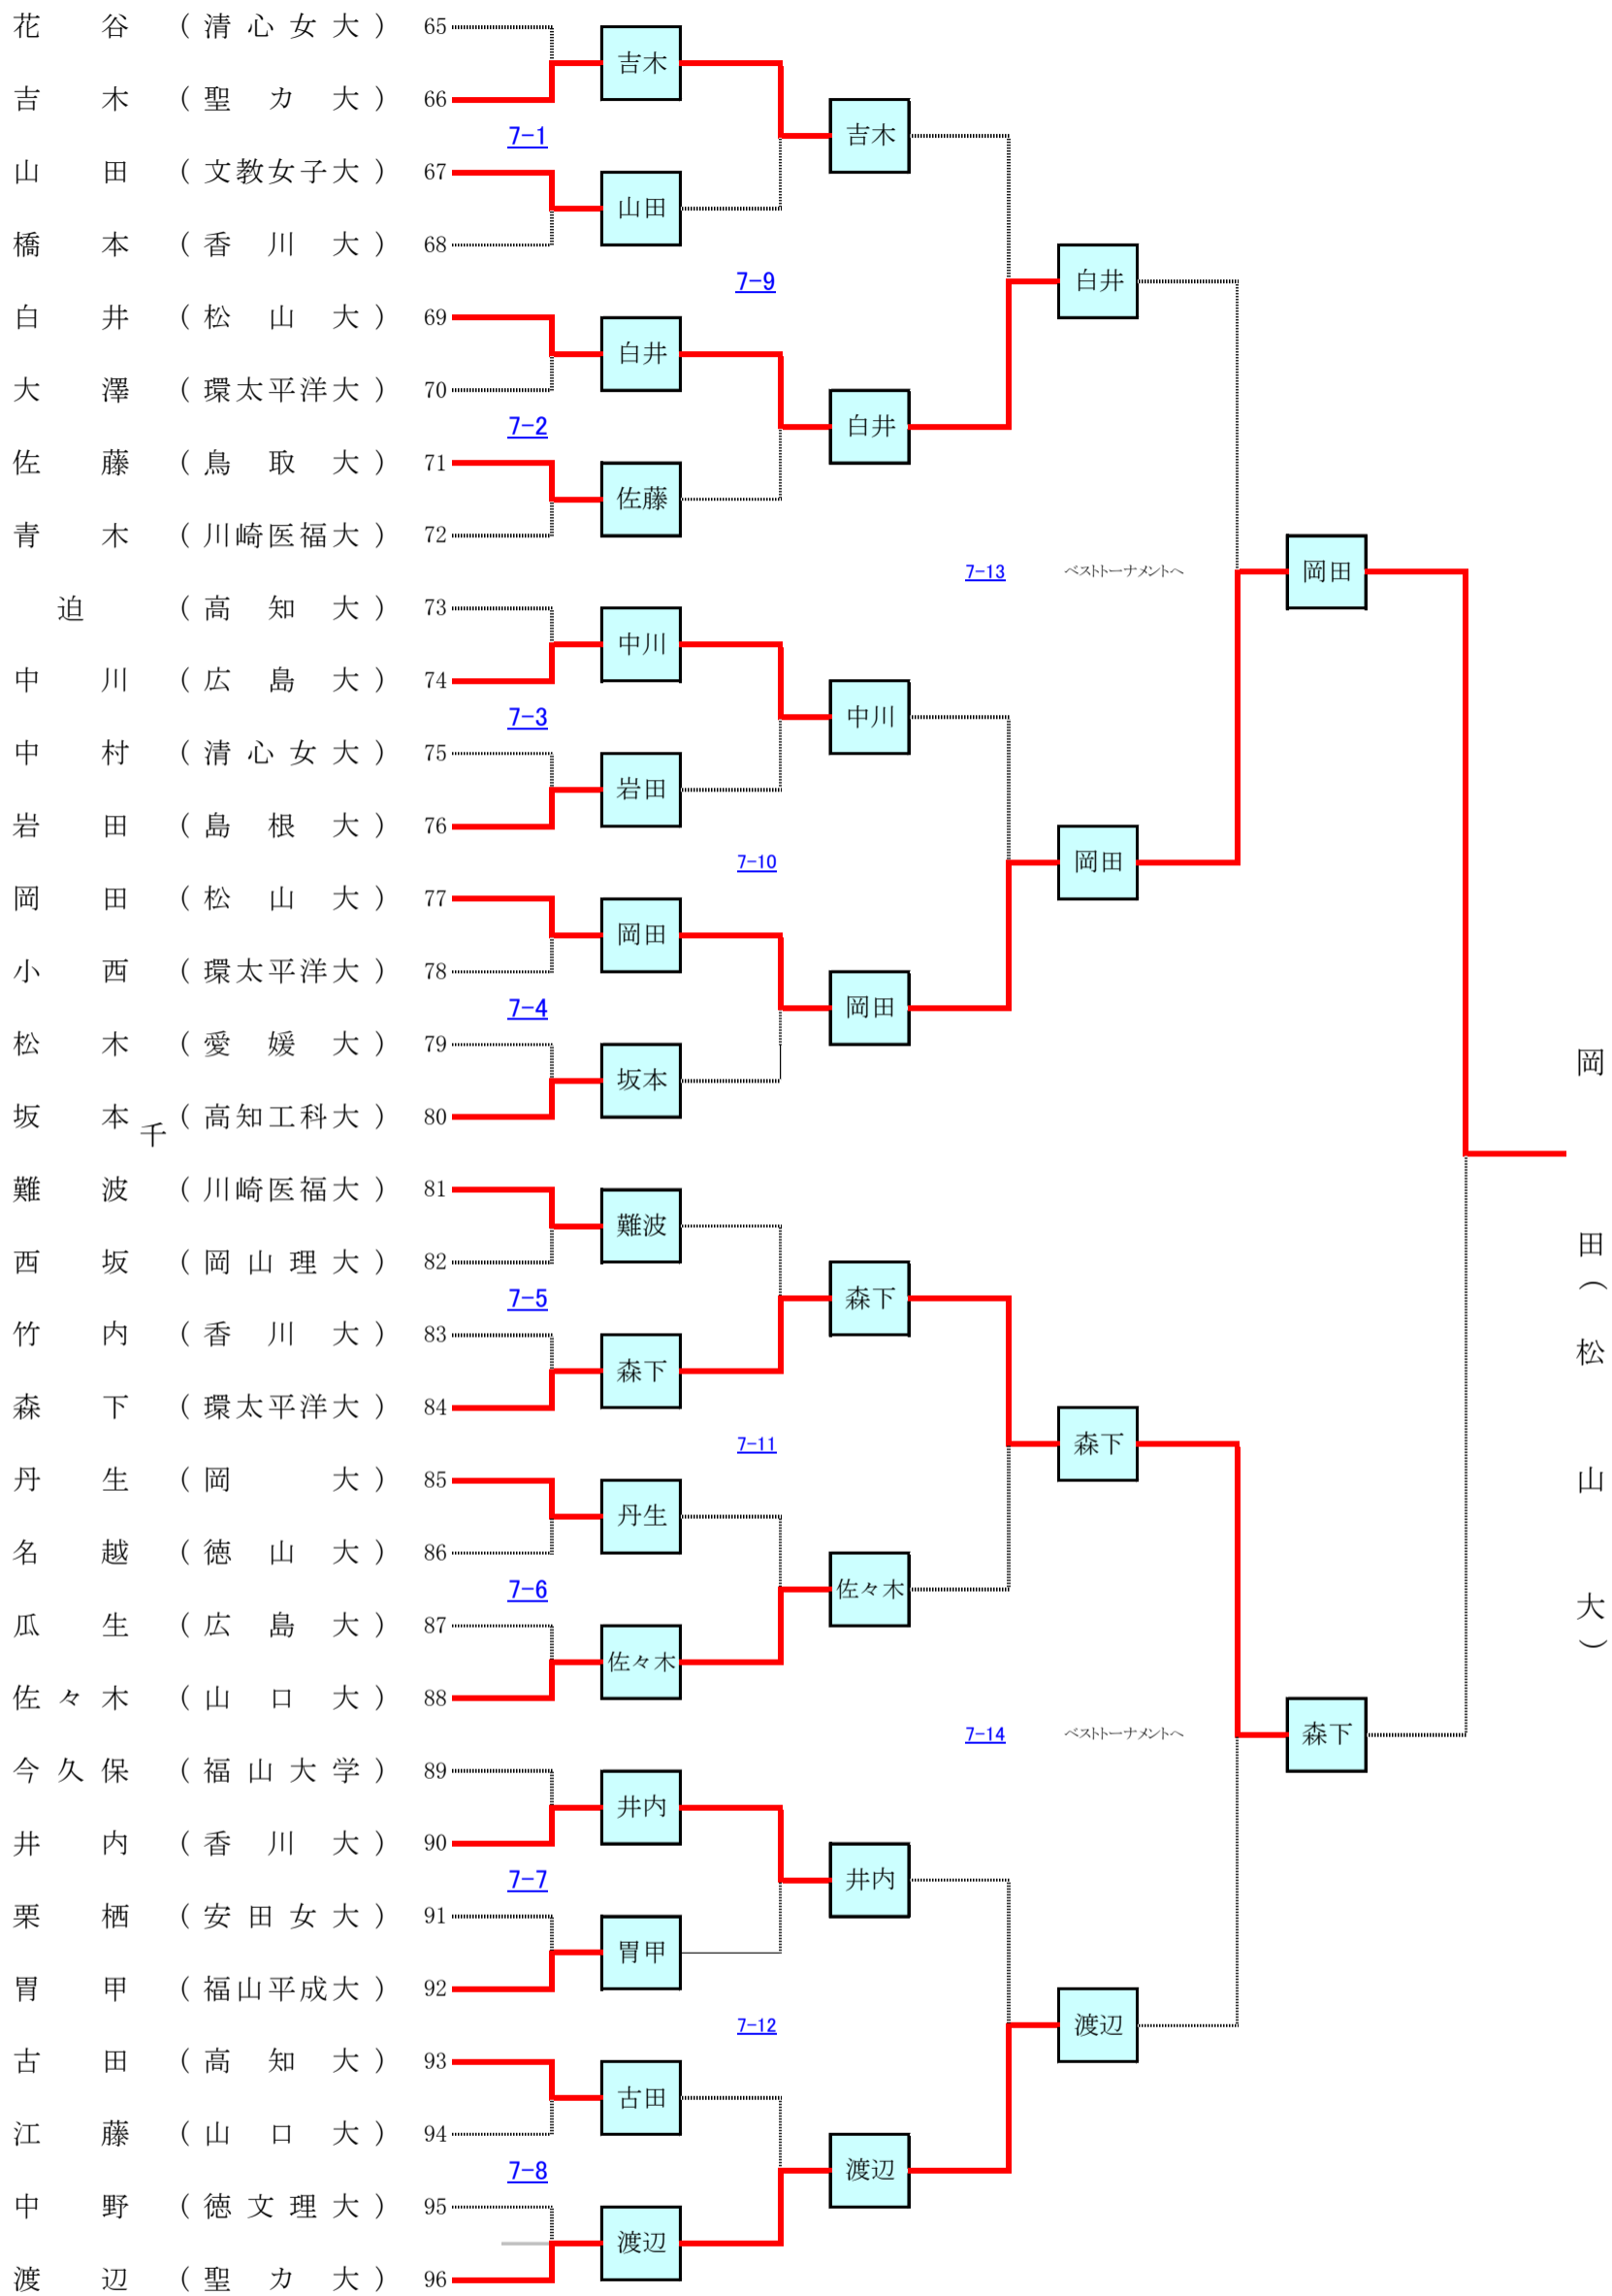 花谷（清心女大）65
吉木
吉木（聖カ大）66
7-1
吉木
山田（文教女子大）67
山田
橋本（香川大）68
7-9
白井
白井（松山大）69
白井
大澤（環太平洋大）70
7-2
白井
佐藤（鳥取大）71
佐藤
青木（川崎医福大）72
7-13
ベストトーナメントへ
岡田
迫（高知大）73
中川
中川（広島大）74
7-3
中川
中村（清心女大）75
岩田
岩田（島根大）76
7-10
岡田
岡田（松山大）77
岡田
小西（環太平洋大）78
7-4
岡田
松木（愛媛大）79
坂本
坂本千（高知工科大）80
岡田（松山大）
難波（川崎医福大）81
難波
西坂（岡山理大）82
7-5
森下
竹内（香川大）83
森下
森下（環太平洋大）84
7-11
森下
丹生（岡大）85
丹生
名越（徳山大）86
7-6
佐々木
瓜生（広島大）87
佐々木
佐々木（山口大）88
7-14
ベストトーナメントへ
森下
今久保（福山大学）89
井内
井内（香川大）90
7-7
井内
栗栖（安田女大）91
胃甲
胃甲（福山平成大）92
7-12
渡辺
古田（高知大）93
古田
江藤（山口大）94
7-8
渡辺
中野（徳文理大）95
渡辺
渡辺（聖カ大）96